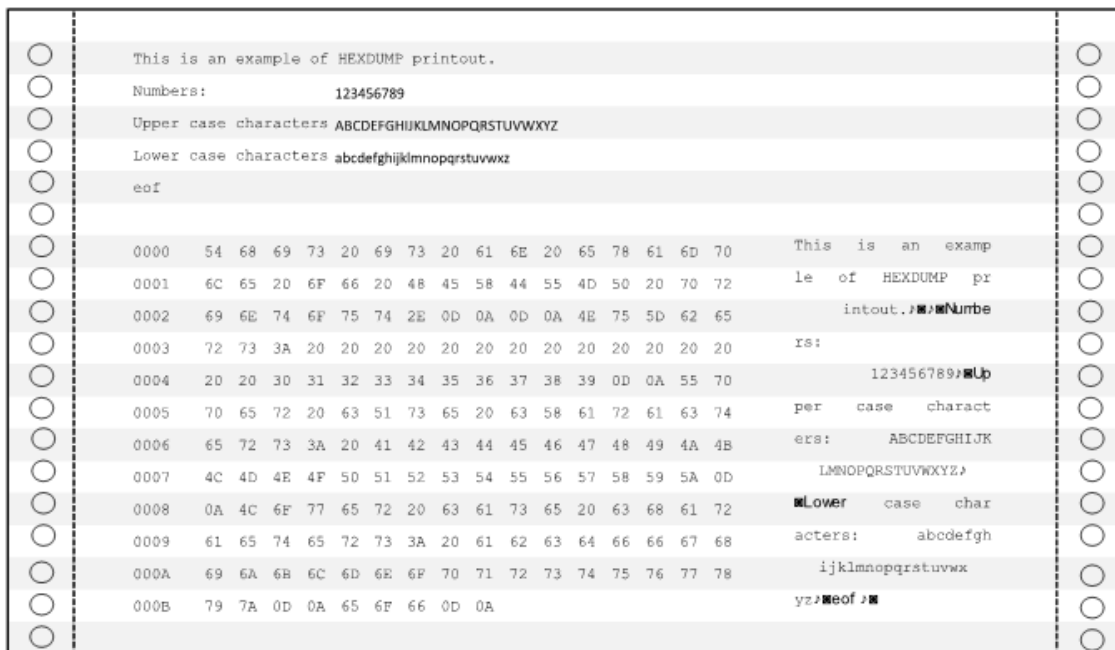 This is an example of HEXDUMP printout.
Numbers: 123456789
Upper case characters ABCDEFGHIJKLMNOPQRSTUVWXYZ
Lower case characters abcdefghijklmnopqrstuvwxz
eof
0000 54 68 69 73 20 69 73 20 61 6E 20 65 78 61 6D 70 This is an examp
0001 6C 65 20 6F 66 20 48 45 58 44 55 4D 50 20 70 72 le of HEXDUMP pr
0002 69 6E 74 6F 75 74 2E 0D 0A 0D 0A 4E 75 5D 62 65 intout.♪◙♪◙Numbe
0003 72 73 3A 20 20 20 20 20 20 20 20 20 20 20 20 20 rs:
0004 20 20 30 31 32 33 34 35 36 37 38 39 0D 0A 55 70 123456789♪◙Up
0005 70 65 72 20 63 51 73 65 20 63 58 61 72 61 63 74 per case charact
0006 65 72 73 3A 20 41 42 43 44 45 46 47 48 49 4A 4B ers: ABCDEFGHIJK
0007 4C 4D 4E 4F 50 51 52 53 54 55 56 57 58 59 5A 0D LMNOPQRSTUVWXYZ♪
0008 0A 4C 6F 77 65 72 20 63 61 73 65 20 63 68 61 72 ◙Lower case char
0009 61 65 74 65 72 73 3A 20 61 62 63 64 66 66 67 68 acters: abcdefgh
000A 69 6A 6B 6C 6D 6E 6F 70 71 72 73 74 75 76 77 78 ijklmnopqrstuvwx
000B 79 7A 0D 0A 65 6F 66 0D 0A yz♪◙eof ♪◙